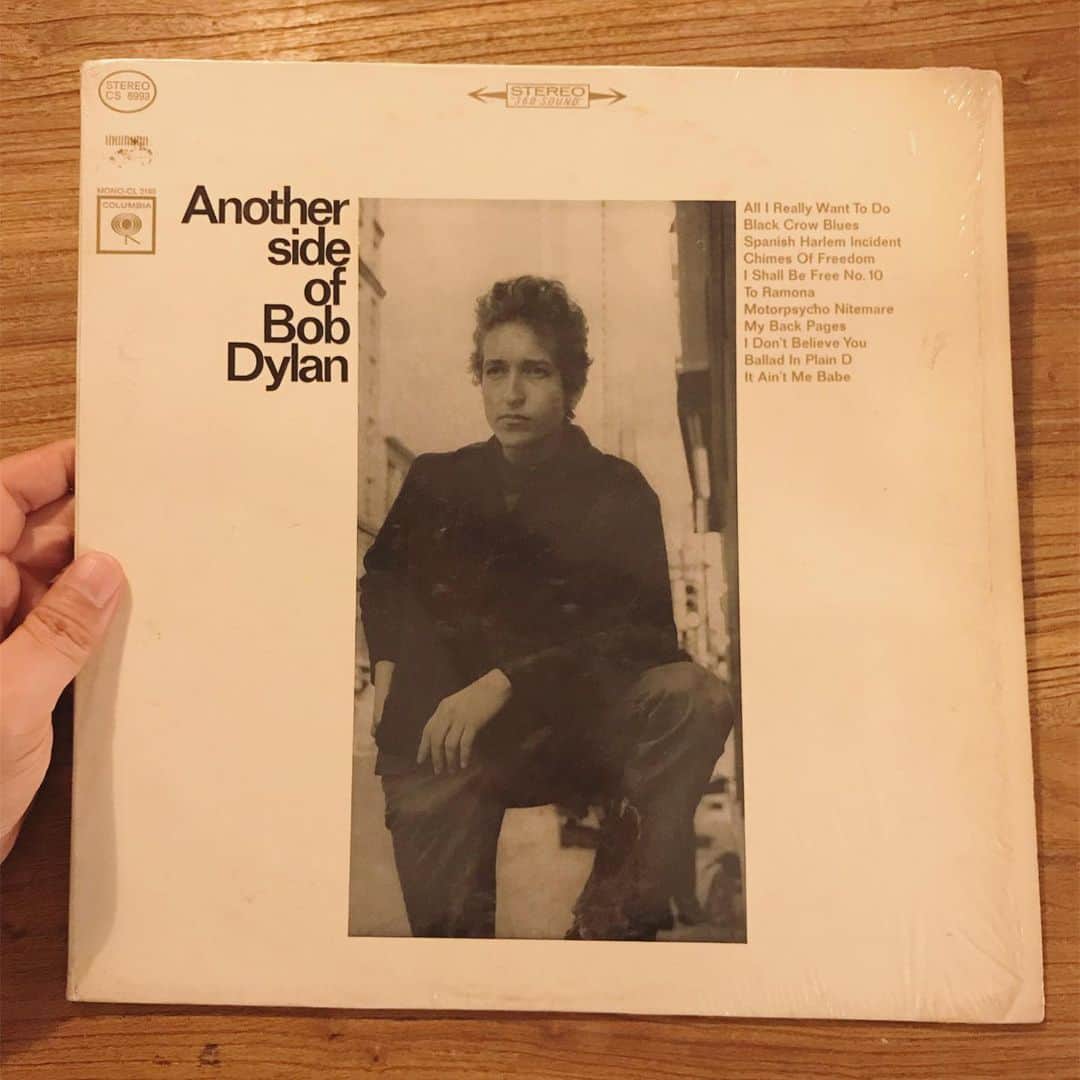 STEREO
CS 8993
STEREO
"360 SOUND"
MONO-CL 2193
COLUMBIA
Another
side
of
Bob
Dylan
All I Really Want To Do
Black Crow Blues
Spanish Harlem Incident
Chimes Of Freedom
I Shall Be Free No. 10
To Ramona
Motorpsycho Nitemare
My Back Pages
I Don't Believe You
Ballad In Plain D
It Ain't Me Babe